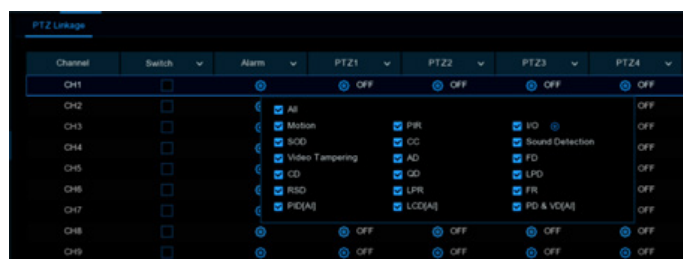 PTZ Linkage
Channel Switch Alarm PTZ1 PTZ2 PTZ3 PTZ4
CH1 OFF OFF OFF OFF
CH2 All OFF
CH3 Motion PIR I/O OFF
CH4 SOD CC Sound Detection OFF
CH5 Video Tampering AD FD OFF
CH6 CD QD LPD OFF
RSD LPR FR
CH7 PID[AI] LCD[AI] PD & VD[AI] OFF
CH8 OFF OFF OFF OFF
CH9 OFF OFF OFF OFF